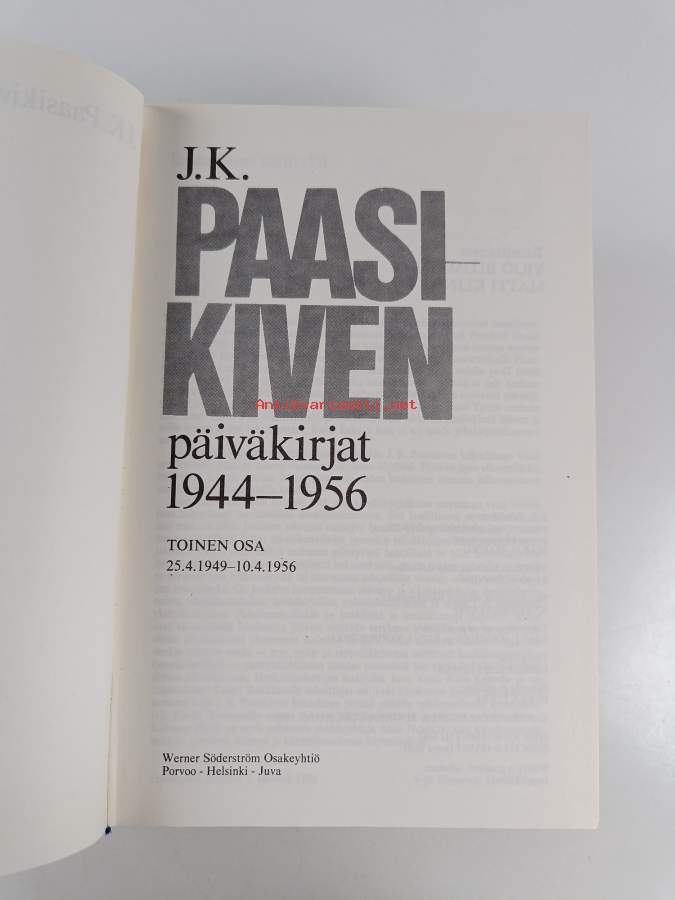 J.K.
PAASI
KIVEN
Antikvariaatti.net
päiväkirjat
1944–1956
TOINEN OSA
25.4.1949–10.4.1956
Werner Söderström Osakeyhtiö
Porvoo - Helsinki - Juva